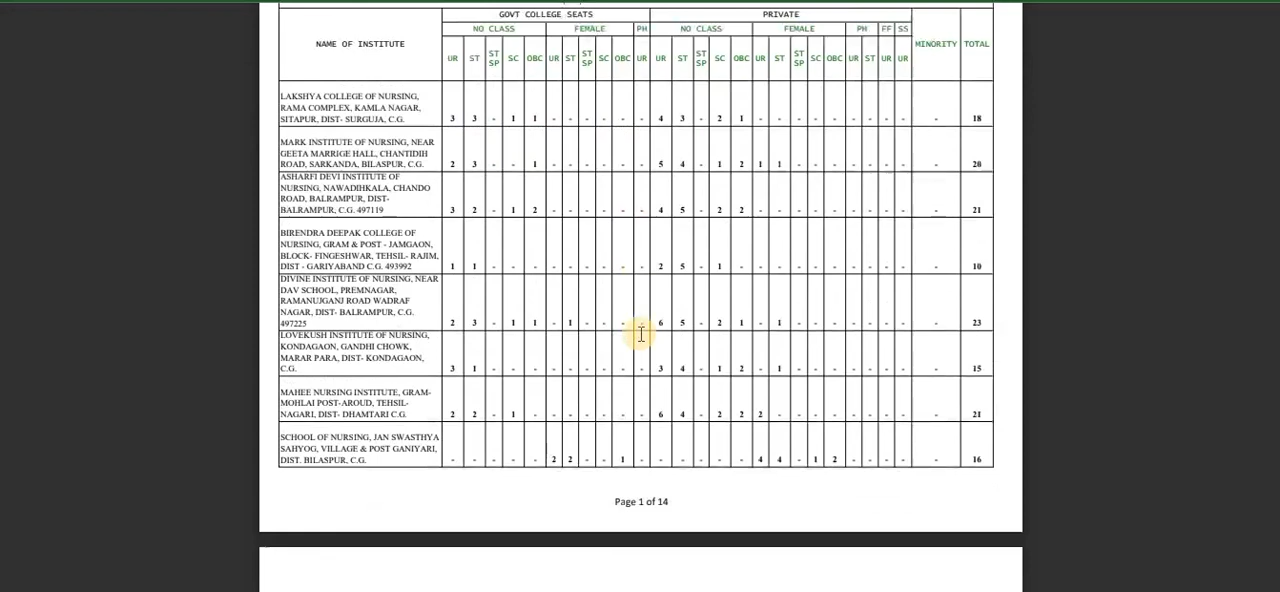 GOVT COLLEGE SEATS PRIVATE
NO CLASS FEMALE PH NO CLASS FEMALE PH FF SS
NAME OF INSTITUTE UR ST ST SP SC OBC UR ST ST SP SC OBC UR UR ST ST SP SC OBC UR ST ST SP SC OBC UR ST UR UR MINORITY TOTAL
LAKSHYA COLLEGE OF NURSING,
RAMA COMPLEX, KAMLA NAGAR,
SITAPUR, DIST- SURGUJA, C.G. 3 3 - 1 1 - - - - - - 4 3 - 2 1 - - - - - - - - - - 18
MARK INSTITUTE OF NURSING, NEAR
GEETA MARRIGE HALL, CHANTIDIH
ROAD, SARKANDA, BILASPUR, C.G. 2 3 - - 1 - - - - - - 5 4 - 1 2 1 1 - - - - - - - - 20
ASHARFI DEVI INSTITUTE OF
NURSING, NAWADIHKALA, CHANDO
ROAD, BALRAMPUR, DIST-
BALRAMPUR, C.G. 497119 3 2 - 1 2 - - - - - - 4 5 - 2 2 - - - - - - - - - - 21
BIRENDRA DEEPAK COLLEGE OF
NURSING, GRAM & POST - JAMGAON,
BLOCK- FINGESHWAR, TEHSIL- RAJIM,
DIST - GARIYABAND C.G. 493992 1 1 - - - - - - - - - 2 5 - 1 - - - - - - - - - - - 10
DIVINE INSTITUTE OF NURSING, NEAR
DAV SCHOOL, PREMNAGAR,
RAMANUJGANJ ROAD WADRAF
NAGAR, DIST- BALRAMPUR, C.G.
497225 2 3 - 1 1 - 1 - - - - 6 5 - 2 1 - 1 - - - - - - - - 23
LOVEKUSH INSTITUTE OF NURSING,
KONDAGAON, GANDHI CHOWK,
MARAR PARA, DIST- KONDAGAON,
C.G. 3 1 - - - - - - - - - 3 4 - 1 2 - 1 - - - - - - - - 15
MAHEE NURSING INSTITUTE, GRAM-
MOHLAI POST-AROUD, TEHSIL-
NAGARI, DIST- DHAMTARI C.G. 2 2 - 1 - - - - - - - 6 4 - 2 2 2 - - - - - - - - - 21
SCHOOL OF NURSING, JAN SWASTHYA
SAHYOG, VILLAGE & POST GANIYARI,
DIST. BILASPUR, C.G. - - - - - 2 2 - - 1 - - - - - - 4 4 - 1 2 - - - - - 16
Page 1 of 14